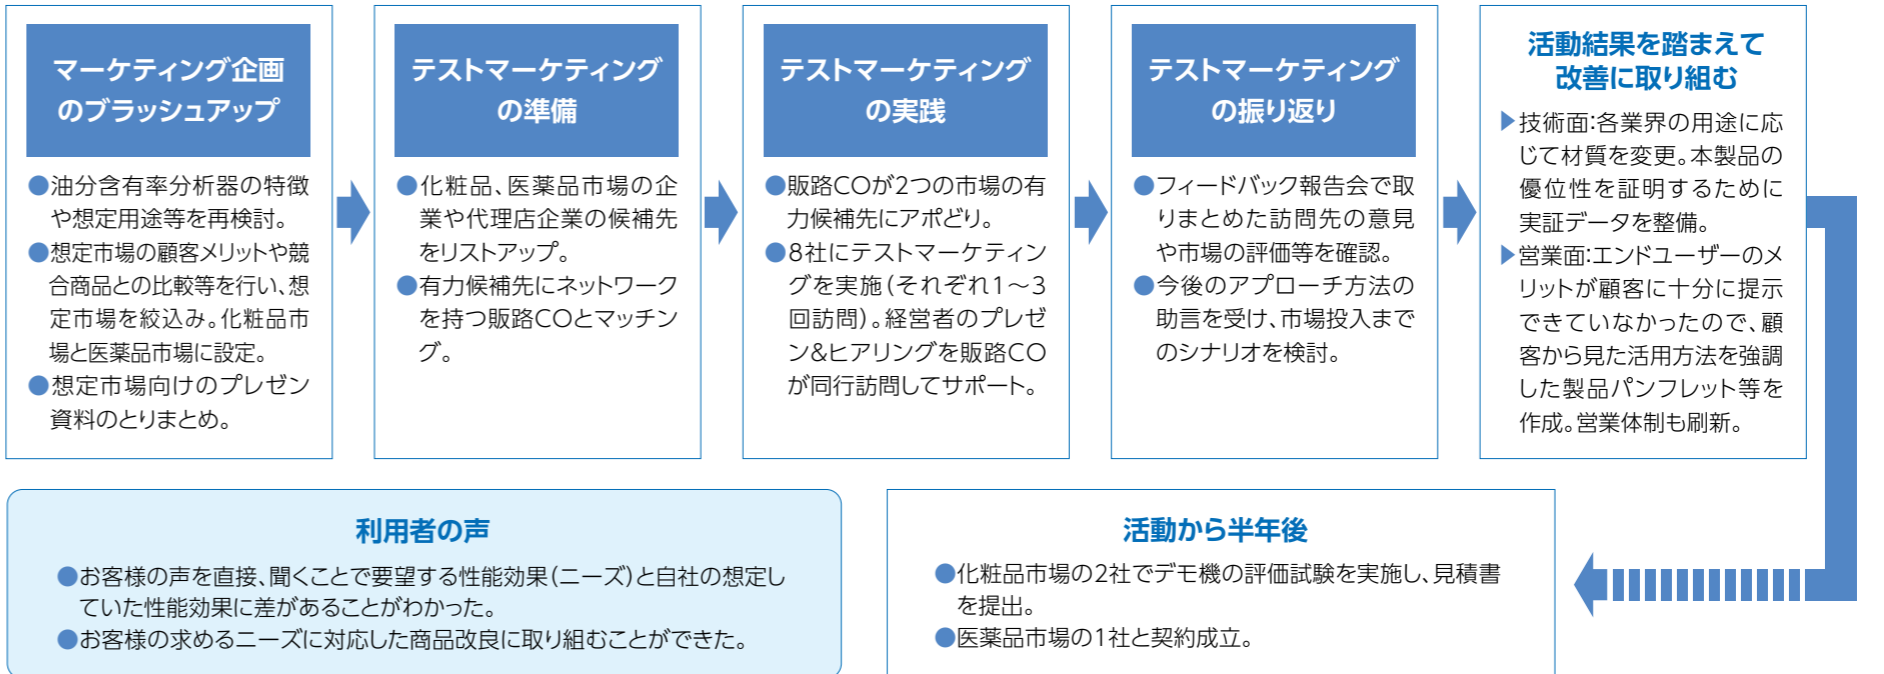 マーケティング企画
のブラッシュアップ
●油分含有率分析器の特徴
や想定用途等を再検討。
●想定市場の顧客メリットや競
合商品との比較等を行い、想
定市場を絞込み。化粧品市
場と医薬品市場に設定。
●想定市場向けのプレゼン
資料のとりまとめ。
テストマーケティング
の準備
●化粧品、医薬品市場の企
業や代理店企業の候補先
をリストアップ。
●有力候補先にネットワーク
を持つ販路COとマッチン
グ。
テストマーケティング
の実践
●販路COが2つの市場の有
力候補先にアポどり。
●8社にテストマーケティン
グを実施(それぞれ1〜3
回訪問)。経営者のプレゼ
ン&ヒアリングを販路CO
が同行訪問してサポート。
テストマーケティング
の振り返り
●フィードバック報告会で取
りまとめた訪問先の意見
や市場の評価等を確認。
●今後のアプローチ方法の
助言を受け、市場投入まで
のシナリオを検討。
活動結果を踏まえて
改善に取り組む
▶技術面:各業界の用途に応
じて材質を変更。本製品の
優位性を証明するために
実証データを整備。
▶営業面:エンドユーザーのメ
リットが顧客に十分に提示
できていなかったので、顧
客から見た活用方法を強調
した製品パンフレット等を
作成。営業体制も刷新。
利用者の声
●お客様の声を直接、聞くことで要望する性能効果(ニーズ)と自社の想定し
ていた性能効果に差があることがわかった。
●お客様の求めるニーズに対応した商品改良に取り組むことができた。
活動から半年後
●化粧品市場の2社でデモ機の評価試験を実施し、見積書
を提出。
●医薬品市場の1社と契約成立。